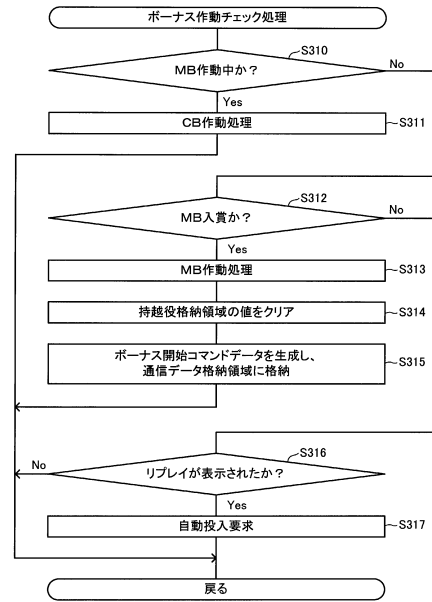 ボーナス作動チェック処理
S310
MB作動中か?
No
Yes
CB作動処理
S311
S312
MB入賞か?
No
Yes
MB作動処理
S313
持越役格納領域の値をクリア
S314
ボーナス開始コマンドデータを生成し、
通信データ格納領域に格納
S315
S316
No
リプレイが表示されたか?
Yes
自動投入要求
S317
戻る